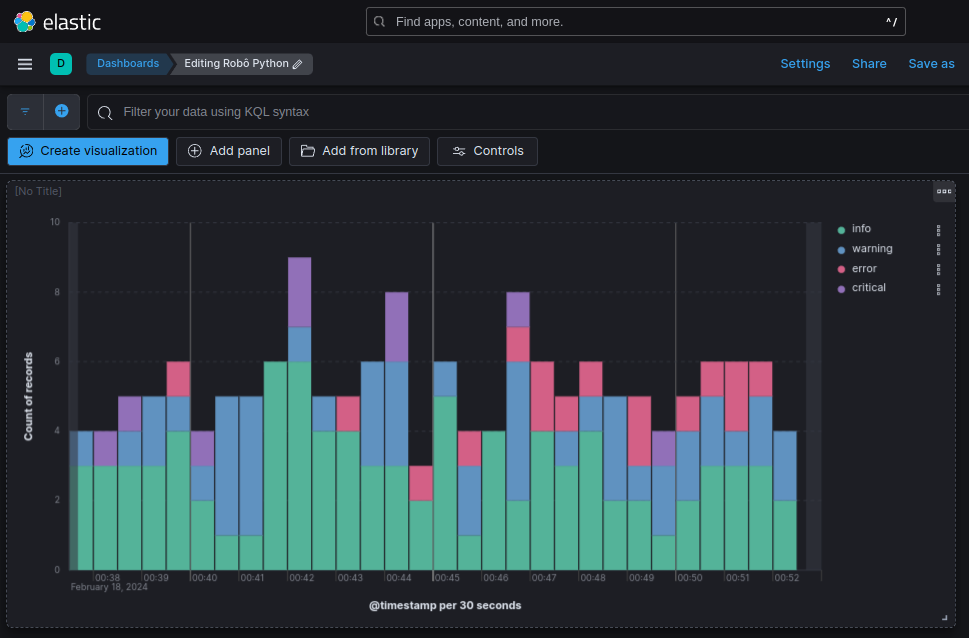 elastic
Find apps, content, and more.
^/
D
Dashboards
Editing Robô Python
Settings
Share
Save as
Filter your data using KQL syntax
Create visualization
Add panel
Add from library
Controls
[No Title]
10
8
6
4
2
0
Count of records
info
warning
error
critical
00:38 00:39 00:40 00:41 00:42 00:43 00:44 00:45 00:46 00:47 00:48 00:49 00:50 00:51 00:52
February 18, 2024
@timestamp per 30 seconds